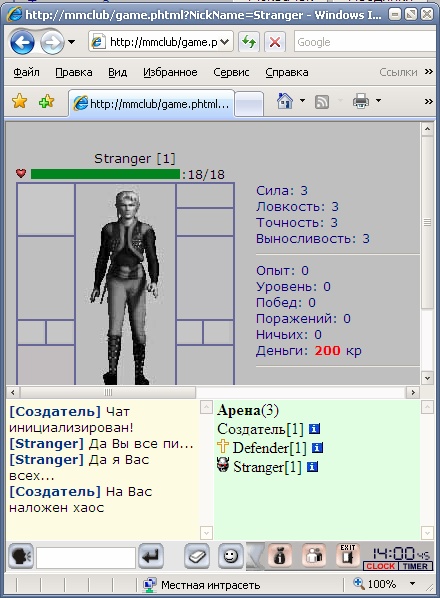 http://mmclub/game.phtml?NickName=Stranger - Windows I...
http://mmclub/game.p
Google
Файл Правка Вид Избранное Сервис Справка Ссылки »
http://mmclub/game.phtml...
Stranger [1]
:18/18
Сила: 3
Ловкость: 3
Точность: 3
Выносливость: 3
Опыт: 0
Уровень: 0
Побед: 0
Поражений: 0
Ничьих: 0
Деньги: 200 кр
[Создатель] Чат
инициализирован!
[Stranger] Да Вы все пи...
[Stranger] Да я Вас
всех...
[Создатель] На Вас
наложен хаос
Арена(3)
Создатель[1]
Defender[1]
Stranger[1]
EXIT
14:00 45
CLOCK TIMER
Местная интрасеть
100%